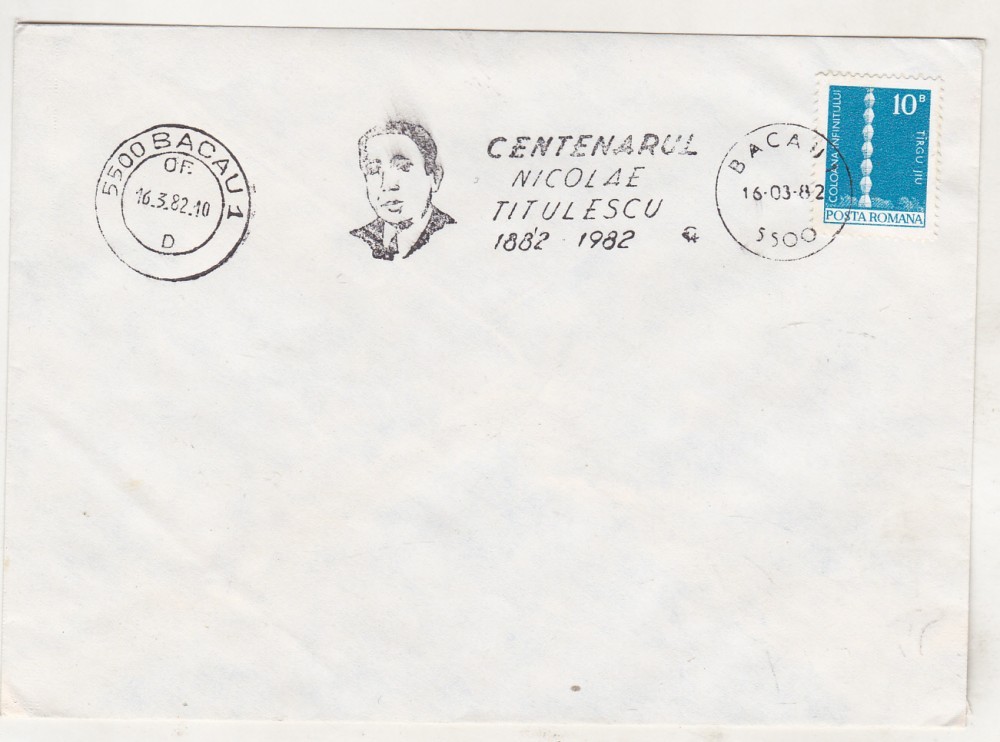 5500 BACAU 1
OF.
16.3.82.10
D
CENTENARUL
NICOLAE
TITULESCU
1882 · 1982
BACAU
16-03-82
5500
10 B
COLOANA INFINITULUI
TÎRGU JIU
POSTA ROMANA